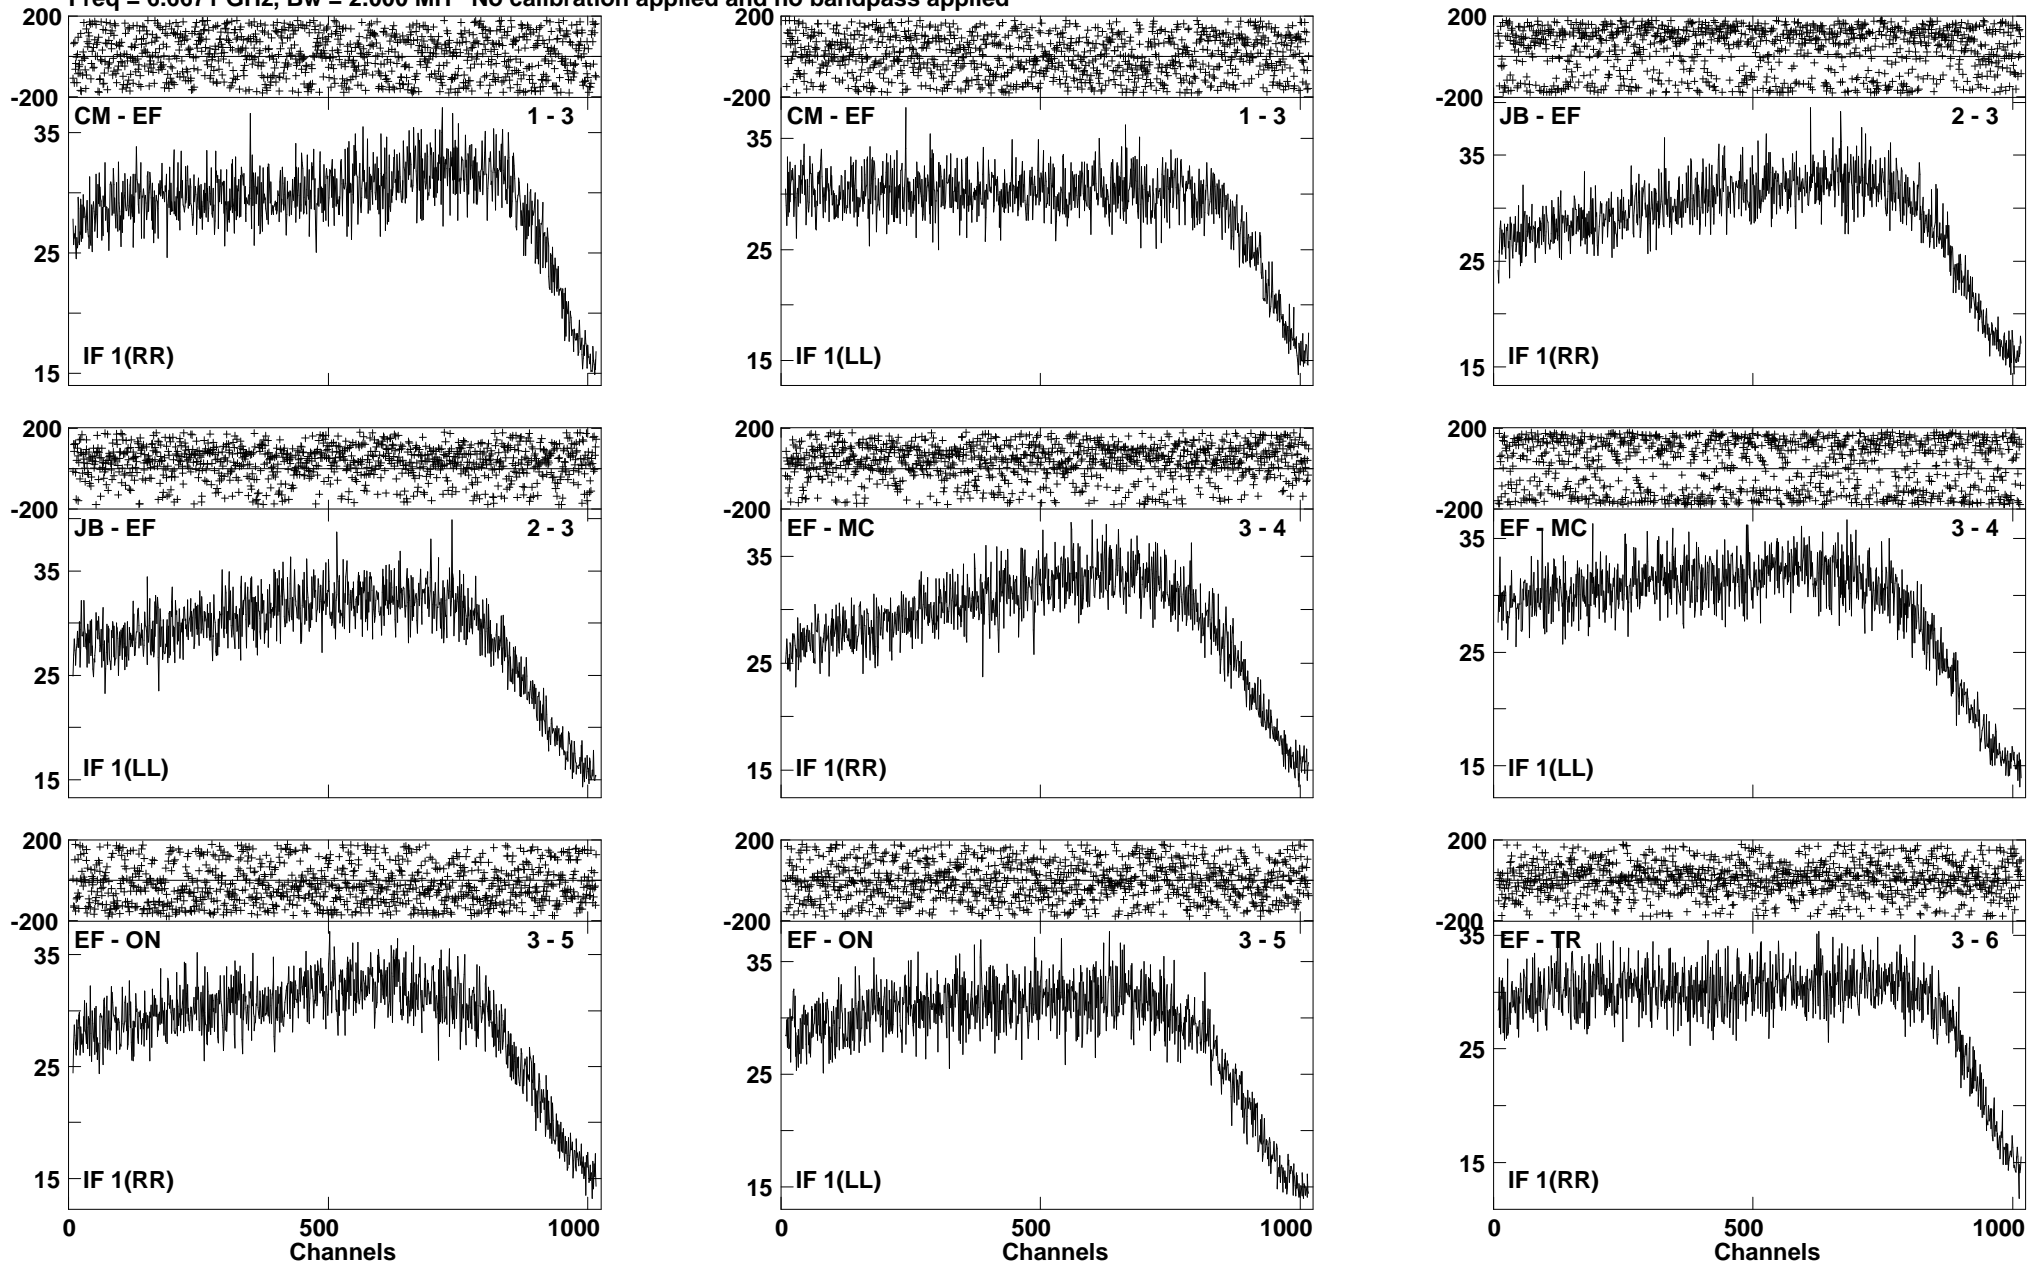 Freq = 6.6671 GHz, Bw = 2.000 MH No calibration applied and no bandpass applied
200
-200
CM - EF 1 - 3
35
25
15
IF 1(RR)
200
-200
CM - EF 1 - 3
35
25
15
IF 1(LL)
200
-200
JB - EF 2 - 3
35
25
15
IF 1(RR)
200
-200
JB - EF 2 - 3
35
25
15
IF 1(LL)
200
-200
EF - MC 3 - 4
35
25
15
IF 1(RR)
200
-200
EF - MC 3 - 4
35
25
15
IF 1(LL)
200
-200
EF - ON 3 - 5
35
25
15
IF 1(RR)
0 500 1000
Channels
200
-200
EF - ON 3 - 5
35
25
15
IF 1(LL)
0 500 1000
Channels
200
-200
EF - TR 3 - 6
35
25
15
IF 1(RR)
0 500 1000
Channels